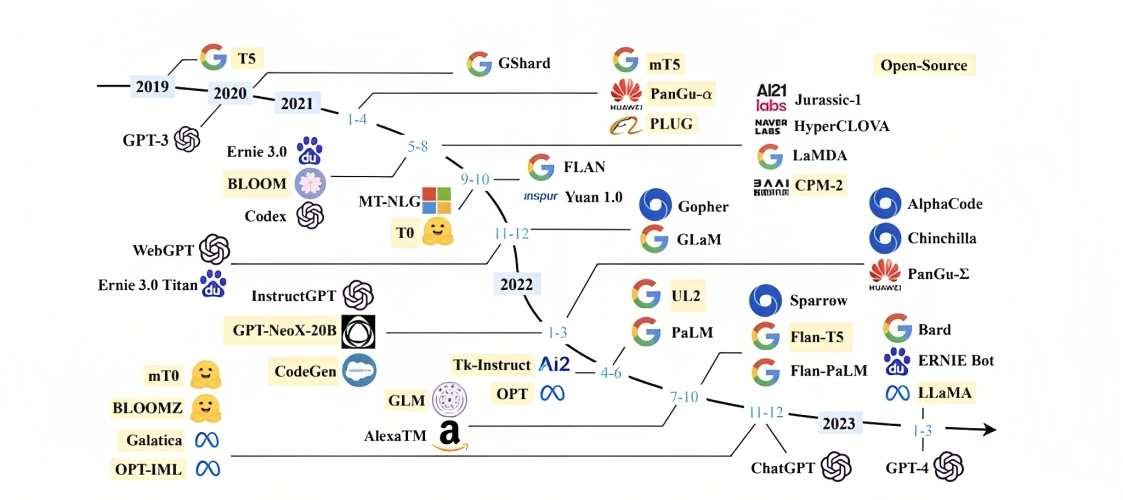 T5
GShard
mT5
Open-Source
2019
2020
2021
PanGu-α
HUAWEI
AI21 labs
Jurassic-1
1-4
PLUG
NAVER LABS
HyperCLOVA
GPT-3
Ernie 3.0
du
5-8
LaMDA
BLOOM
9-10
FLAN
BAAI
CPM-2
Codex
MT-NLG
inspur
Yuan 1.0
Gopher
AlphaCode
T0
11-12
GLaM
Chinchilla
WebGPT
Ernie 3.0 Titan
du
2022
PanGu-Σ
HUAWEI
InstructGPT
UL2
Sparrow
GPT-NeoX-20B
1-3
PaLM
Flan-T5
Bard
CodeGen
Tk-Instruct
Ai2
4-6
Flan-PaLM
du
ERNIE Bot
mT0
OPT
LLaMA
BLOOMZ
GLM
7-10
11-12
2023
1-3
Galatica
AlexaTM
a
OPT-IML
ChatGPT
GPT-4